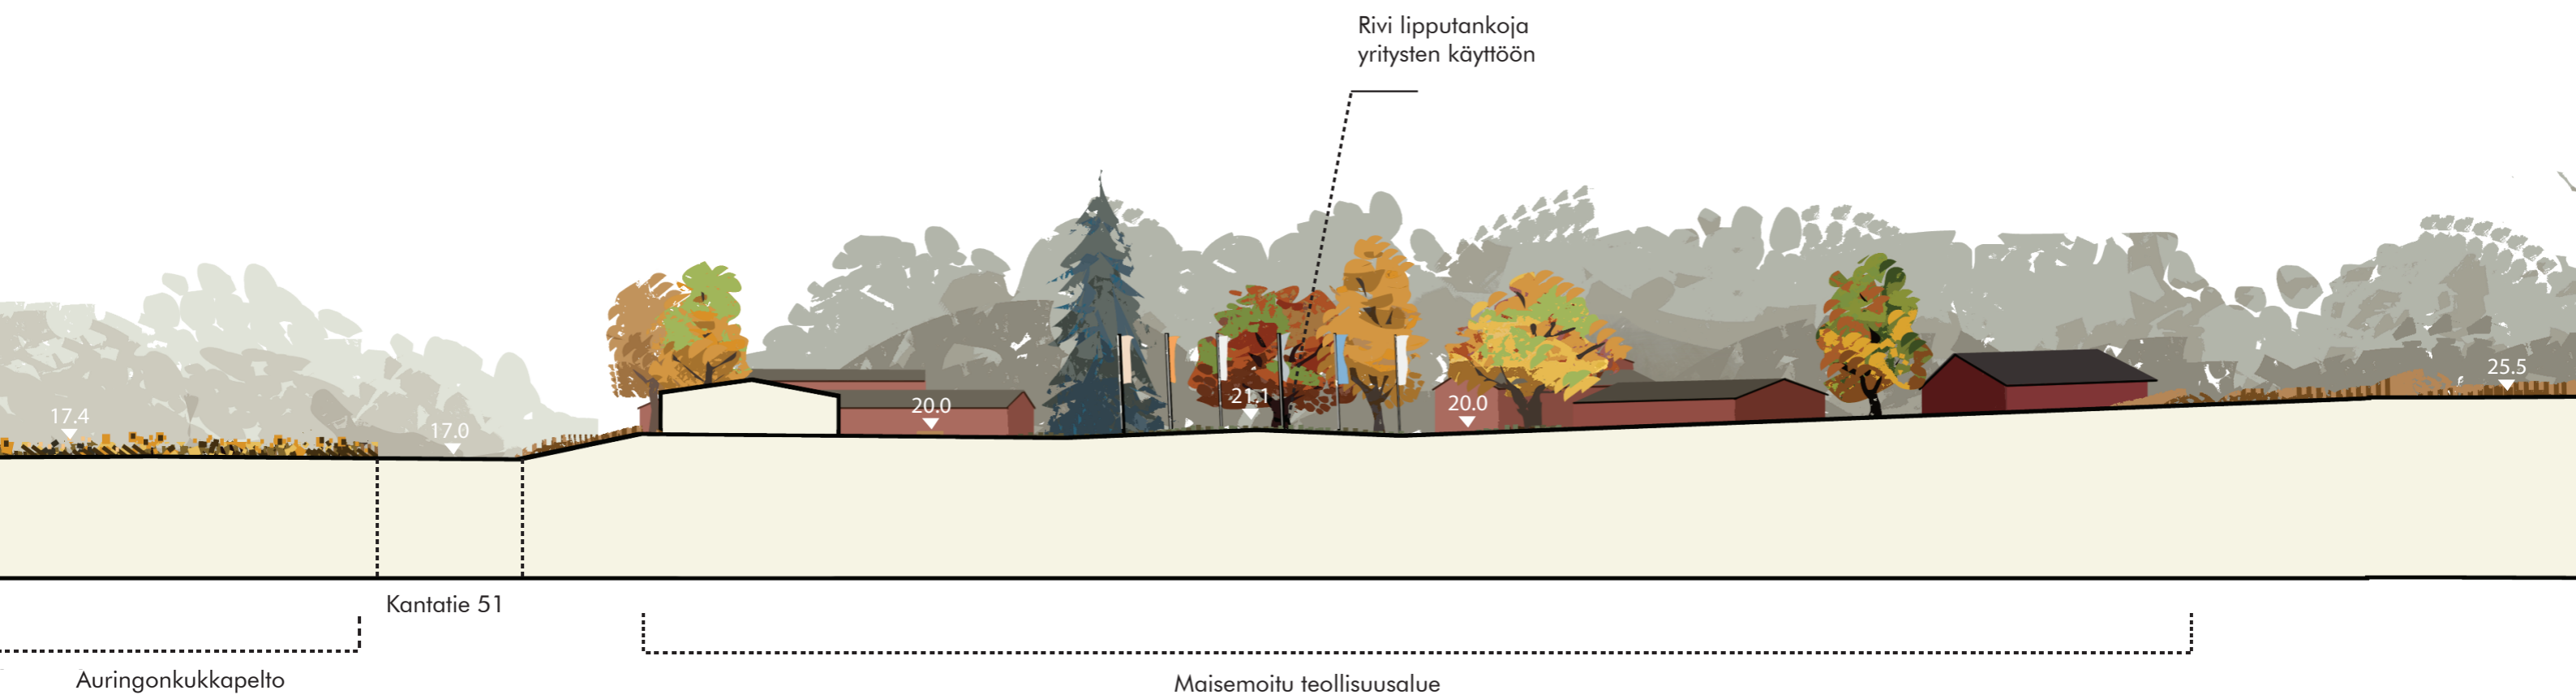 Rivi lipputankoja
yritysten käyttöön
17.4
17.0
20.0
21.1
20.0
25.5
Kantatie 51
Auringonkukkapelto
Maisemoitu teollisuusalue